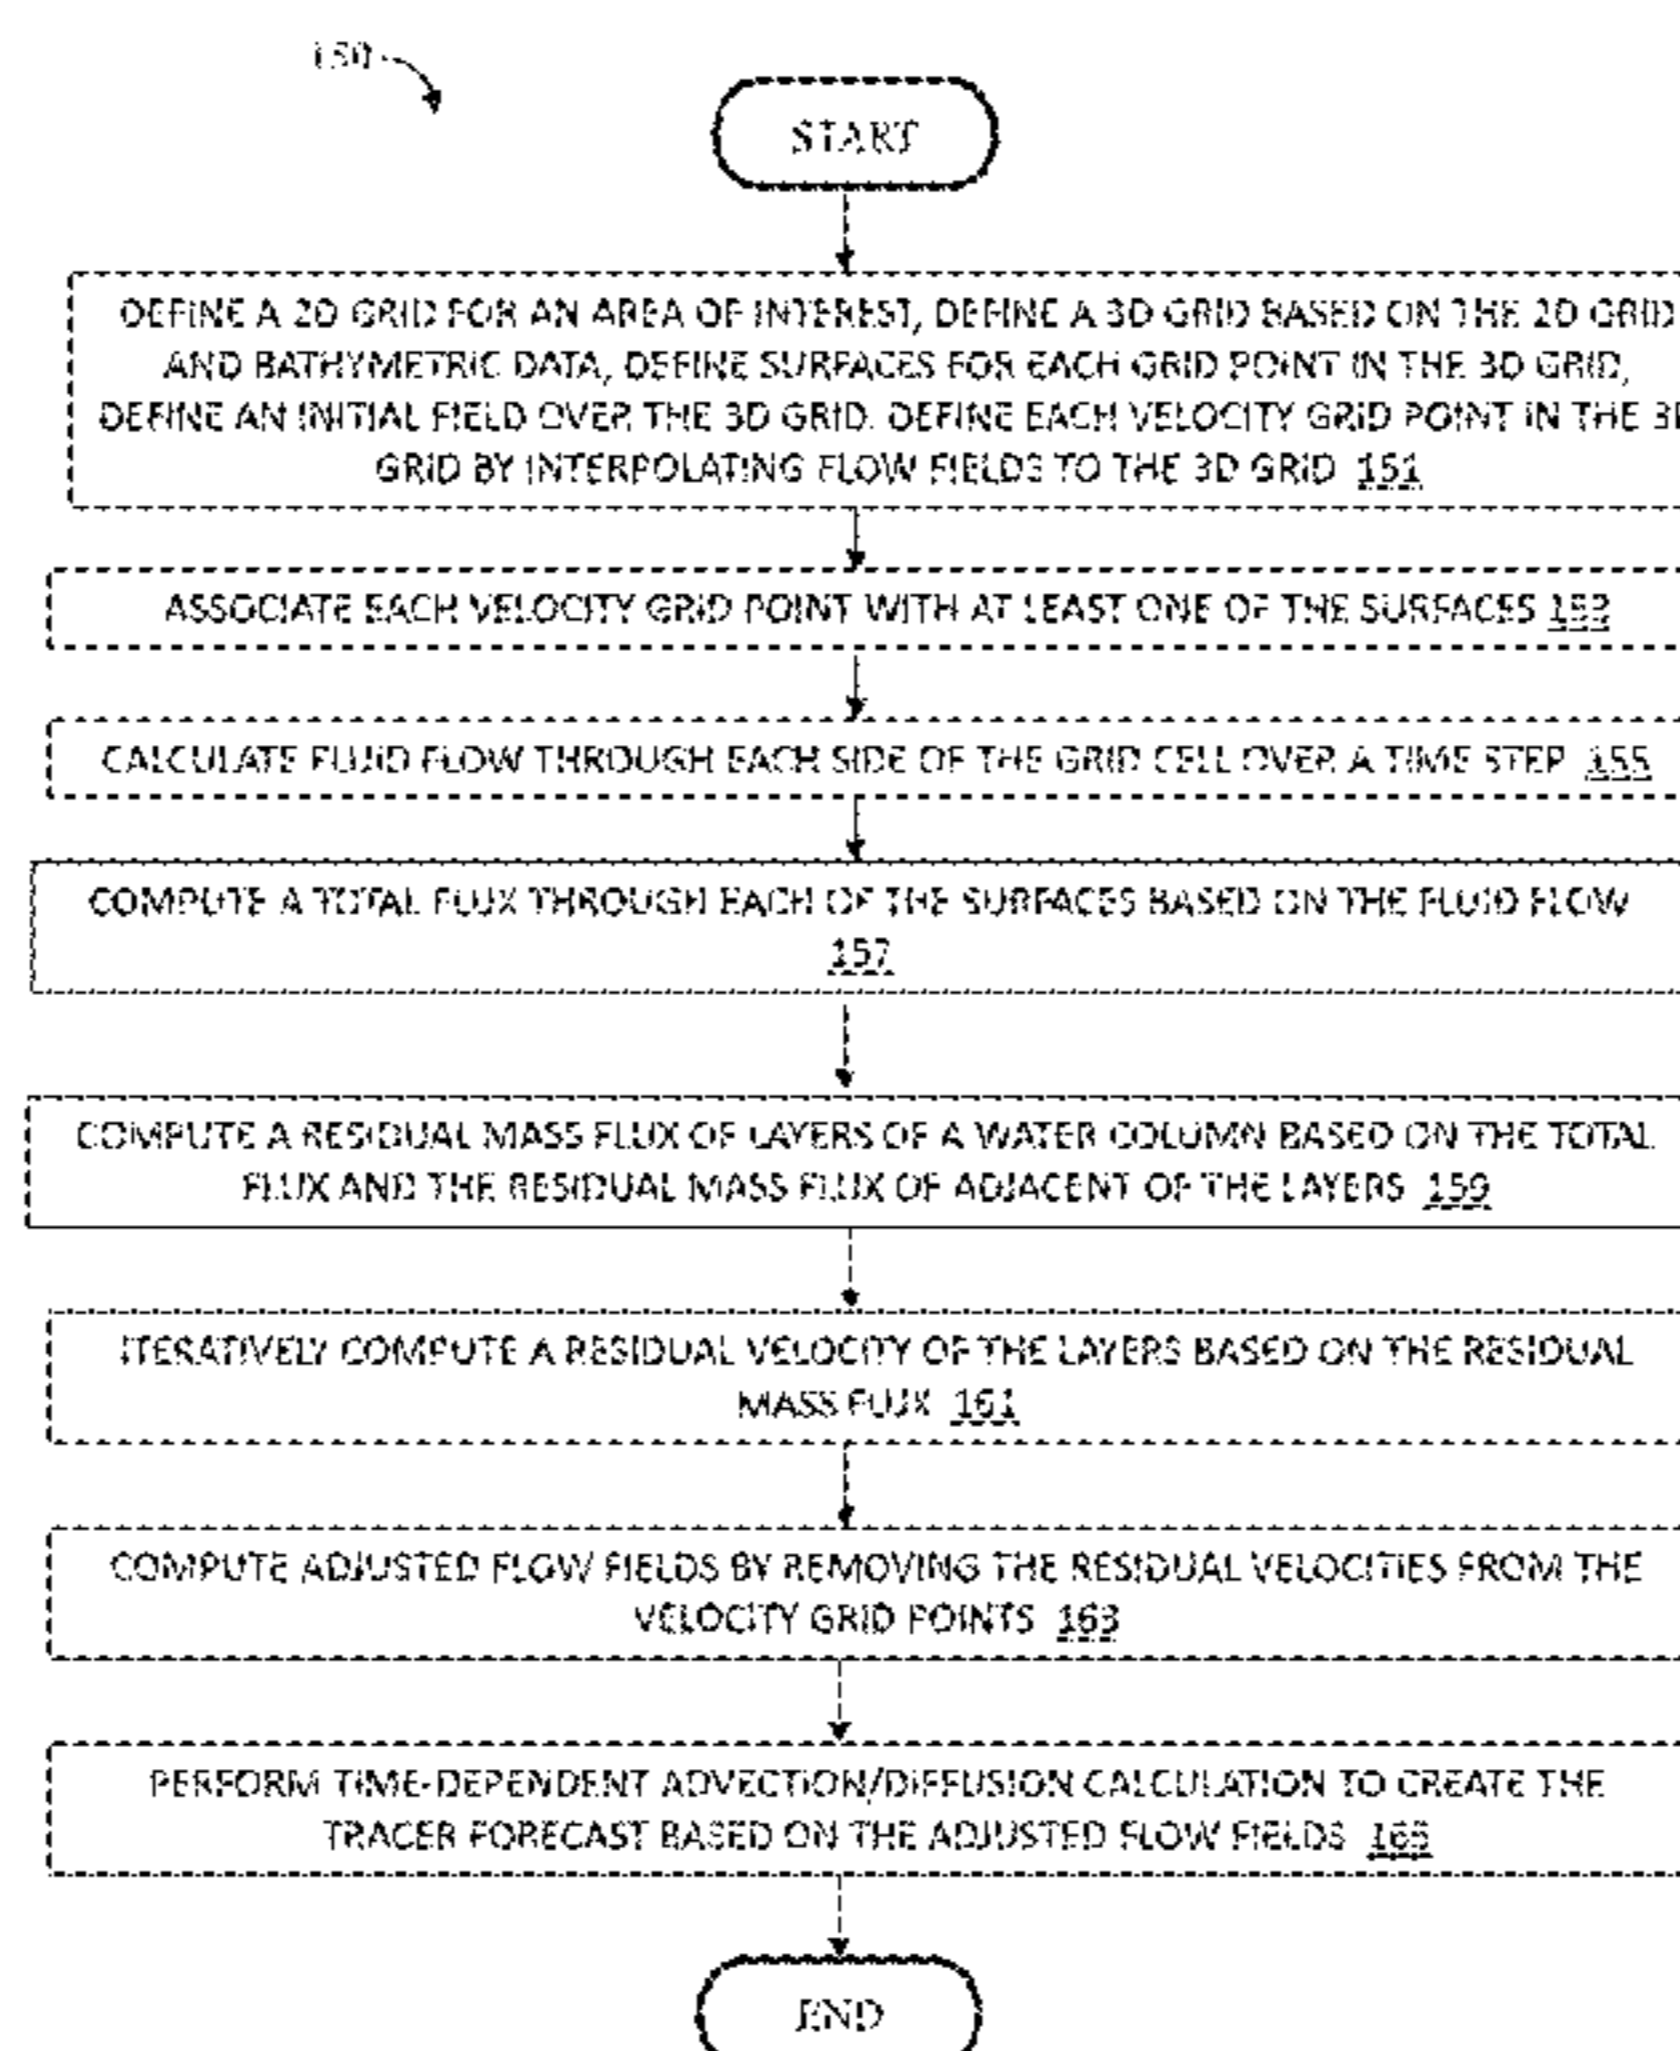 150
START
DEFINE A 2D GRID FOR AN AREA OF INTEREST, DEFINE A 3D GRID BASED ON THE 2D GRID
AND BATHYMETRIC DATA, DEFINE SURFACES FOR EACH GRID POINT IN THE 3D GRID,
DEFINE AN INITIAL FIELD OVER THE 3D GRID. DEFINE EACH VELOCITY GRID POINT IN THE
GRID BY INTERPOLATING FLOW FIELDS TO THE 3D GRID 151
ASSOCIATE EACH VELOCITY GRID POINT WITH AT LEAST ONE OF THE SURFACES 153
CALCULATE FLUID FLOW THROUGH EACH SIDE OF THE GRID CELL OVER A TIME STEP 155
COMPUTE A TOTAL FLUX THROUGH EACH OF THE SURFACES BASED ON THE FLUID FLOW
157
COMPUTE A RESIDUAL MASS FLUX OF LAYERS OF A WATER COLUMN BASED ON THE TOTAL
FLUX AND THE RESIDUAL MASS FLUX OF ADJACENT OF THE LAYERS 159
ITERATIVELY COMPUTE A RESIDUAL VELOCITY OF THE LAYERS BASED ON THE RESIDUAL
MASS FLUX 161
COMPUTE ADJUSTED FLOW FIELDS BY REMOVING THE RESIDUAL VELOCITIES FROM THE
VELOCITY GRID POINTS 163
PERFORM TIME-DEPENDENT ADVECTION/DIFFUSION CALCULATION TO CREATE THE
TRACER FORECAST BASED ON THE ADJUSTED FLOW FIELDS 165
END